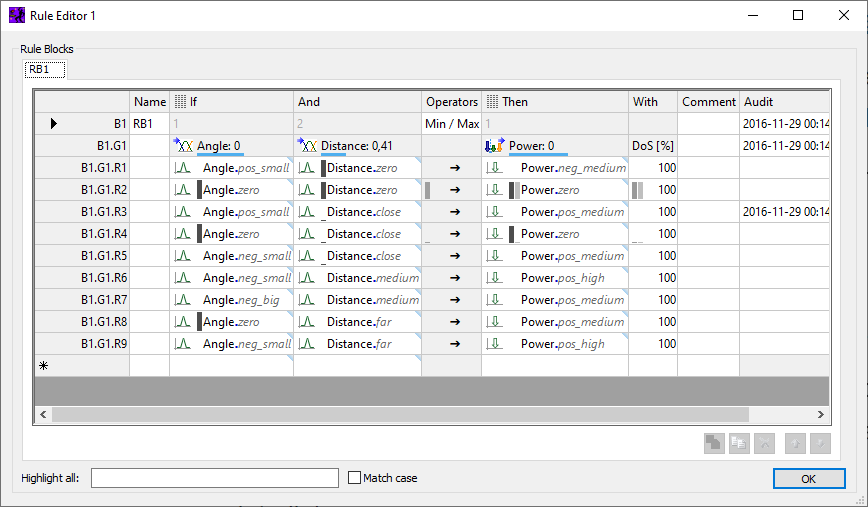 Rule Editor 1
Rule Blocks
RB1
Name If And Operators Then With Comment Audit
B1 RB1 1 2 Min / Max 1 2016-11-29 00:14
B1.G1 Angle: 0 Distance: 0,41 Power: 0 DoS [%] 2016-11-29 00:14
B1.G1.R1 Angle.pos_small Distance.zero ➔ Power.neg_medium 100
B1.G1.R2 Angle.zero Distance.zero ➔ Power.zero 100
B1.G1.R3 Angle.pos_small Distance.close ➔ Power.pos_medium 100 2016-11-29 00:14
B1.G1.R4 Angle.zero Distance.close ➔ Power.zero 100
B1.G1.R5 Angle.neg_small Distance.close ➔ Power.pos_medium 100
B1.G1.R6 Angle.neg_small Distance.medium ➔ Power.pos_high 100
B1.G1.R7 Angle.neg_big Distance.medium ➔ Power.pos_medium 100
B1.G1.R8 Angle.zero Distance.far ➔ Power.pos_medium 100
B1.G1.R9 Angle.neg_small Distance.far ➔ Power.pos_high 100
Highlight all: Match case OK